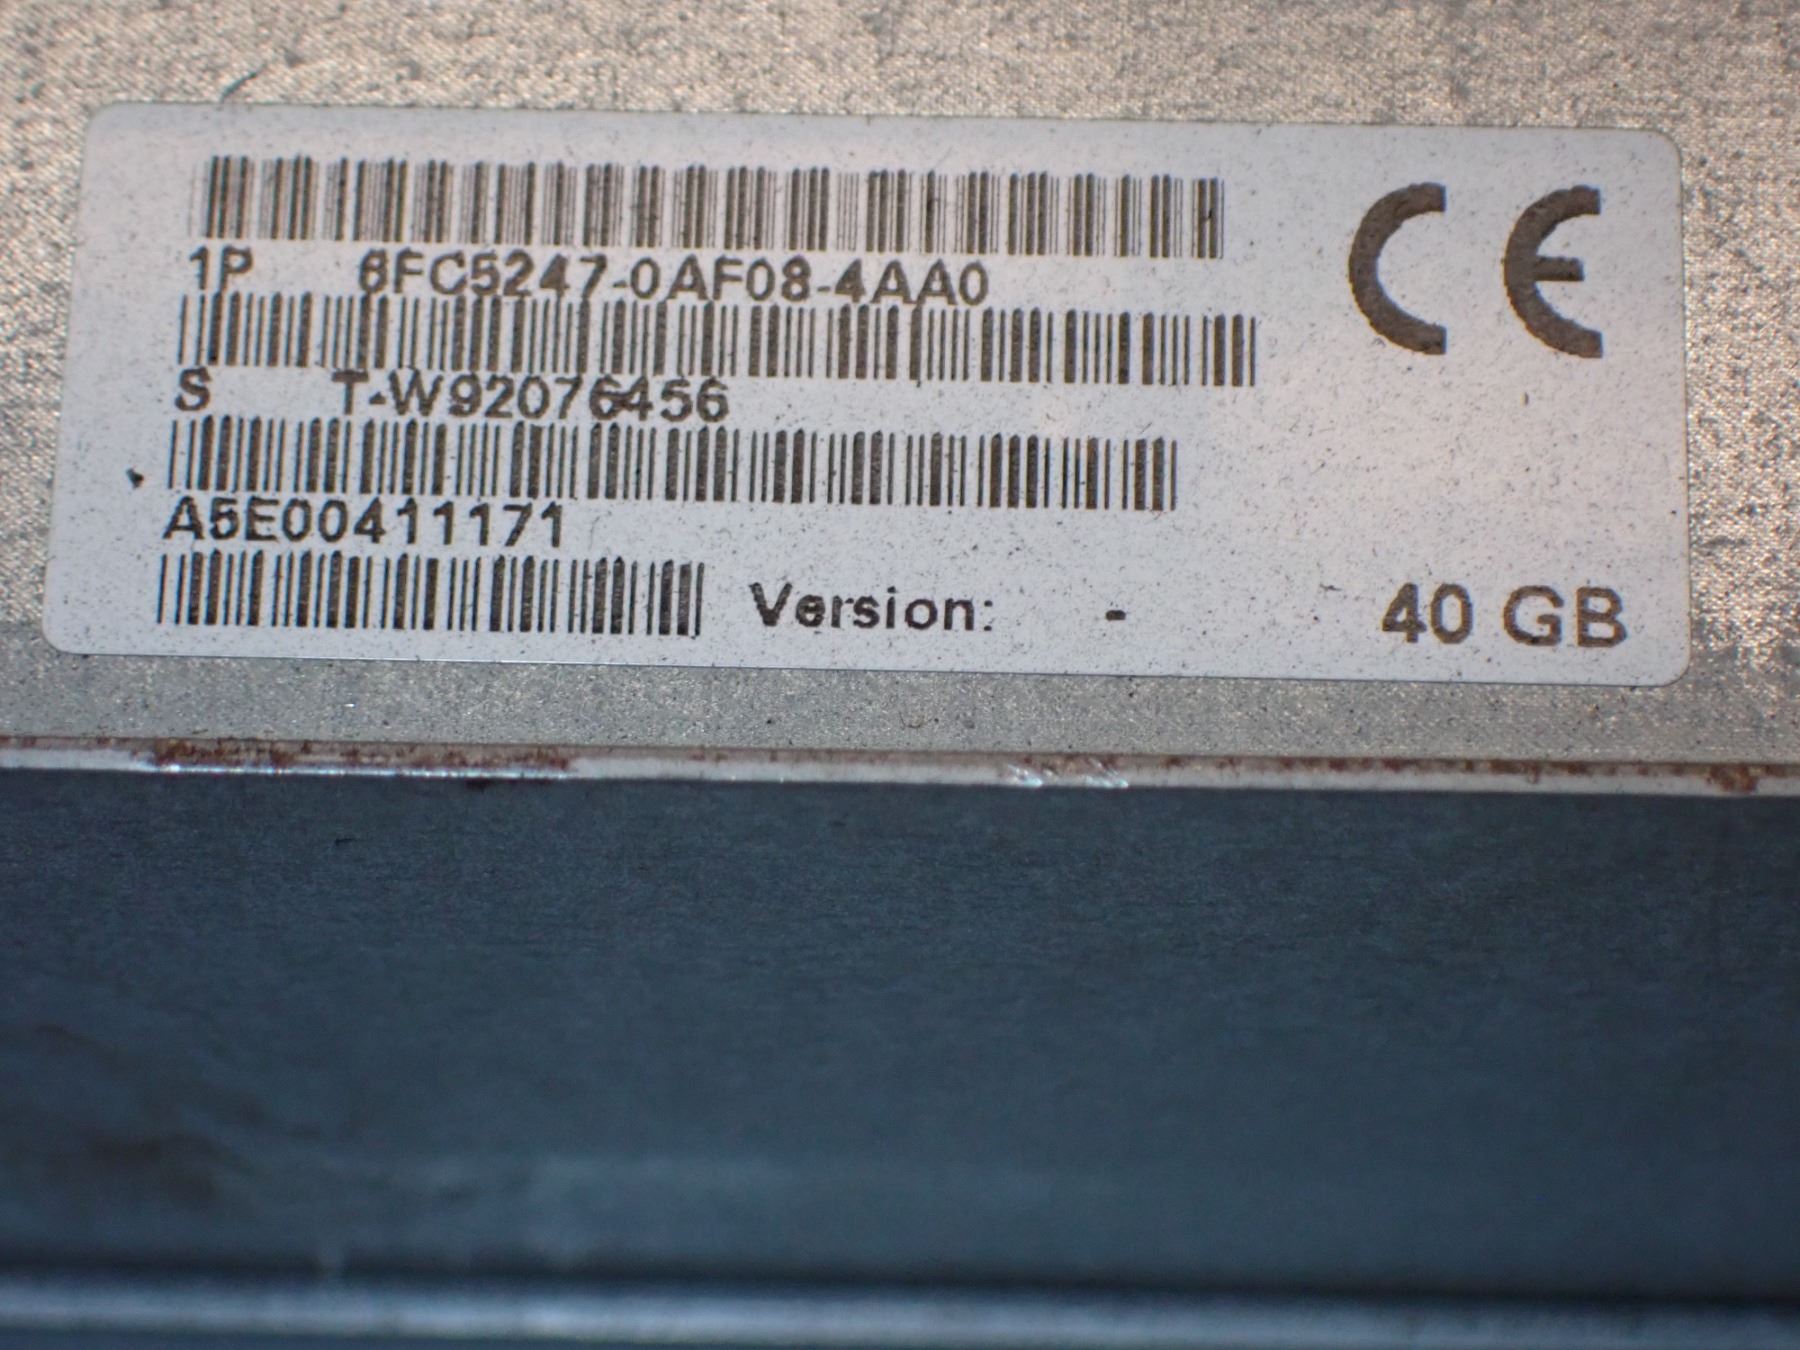 1P 6FC5247-0AF08-4AA0
S T-W92076456
A5E00411171
Version: - 40 GB
CE